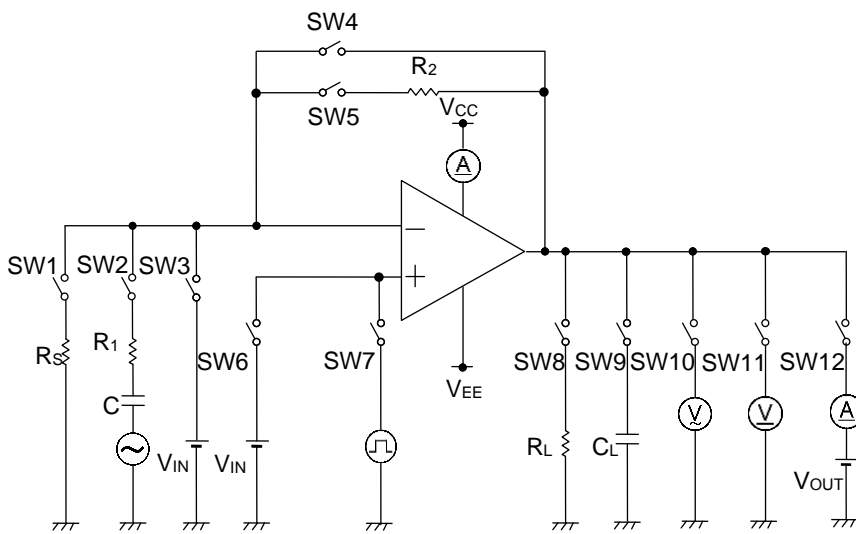 SW4
R2
SW5
VCC
A
SW1 SW2 SW3
RS R1 SW6 SW7
VEE
SW8 SW9 SW10 SW11 SW12
C
V V A
VIN VIN
RL CL
VOUT